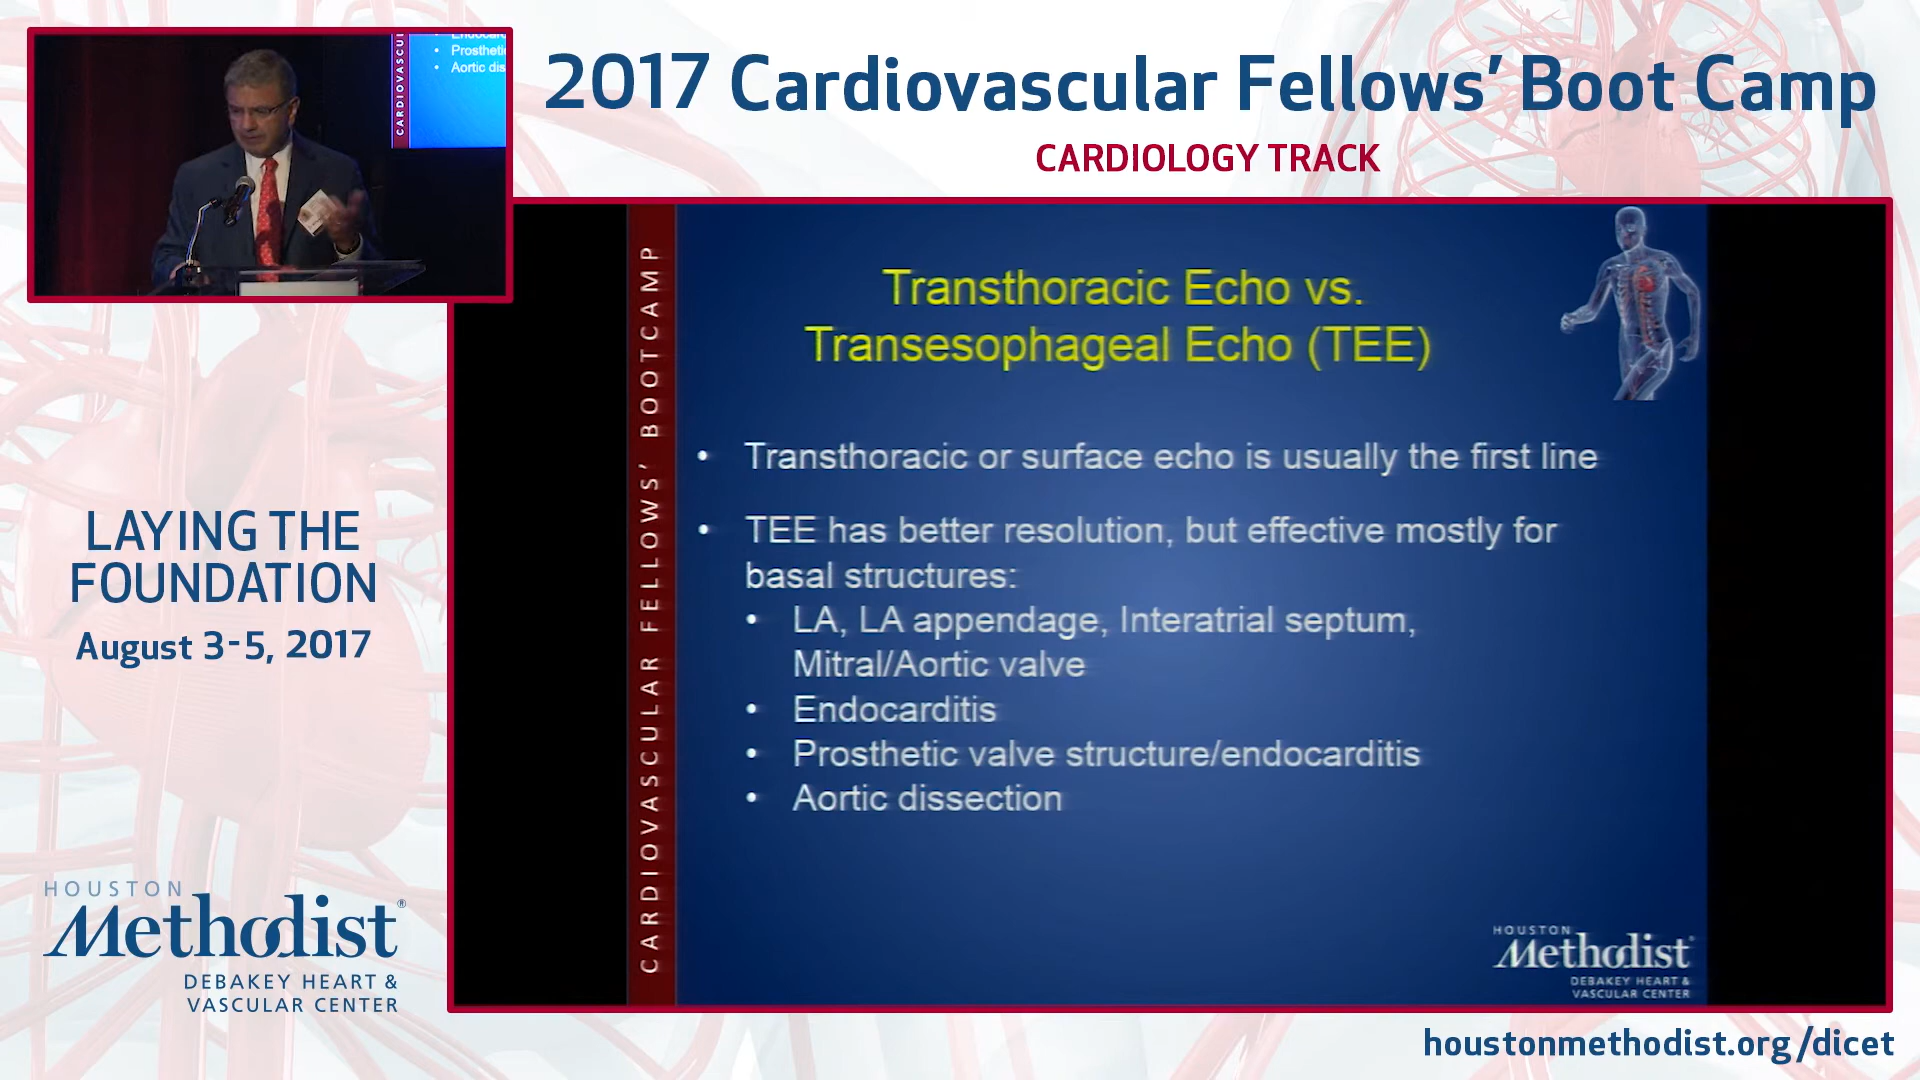 Prosthetic
Aortic dis
2017 Cardiovascular Fellows' Boot Camp
CARDIOLOGY TRACK
LAYING THE
FOUNDATION
August 3-5, 2017
HOUSTON
Methodist®
DEBAKEY HEART &
VASCULAR CENTER
CARDIOVASCULAR FELLOWS' BOOTCAMP
Transthoracic Echo vs.
Transesophageal Echo (TEE)
• Transthoracic or surface echo is usually the first line
• TEE has better resolution, but effective mostly for
basal structures:
• LA, LA appendage, Interatrial septum,
Mitral/Aortic valve
• Endocarditis
• Prosthetic valve structure/endocarditis
• Aortic dissection
HOUSTON
Methodist
DEBAKEY HEART &
VASCULAR CENTER
houstonmethodist.org/dicet